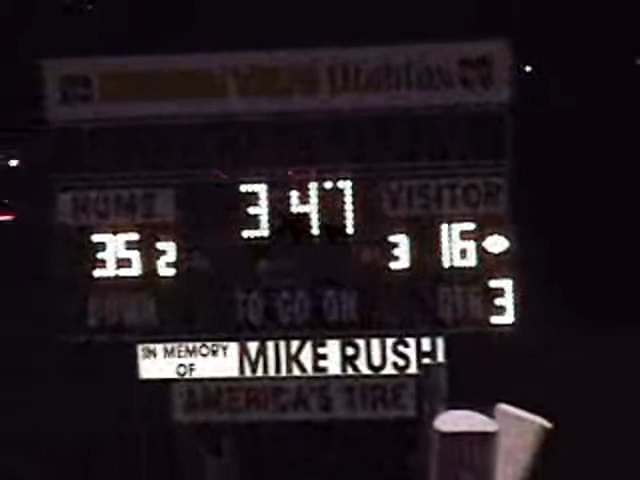 HOME 3 47 VISITOR
35 2 3 16
DOWN TO GO ON QTR 3
IN MEMORY OF MIKE RUSH
AMERICA'S TIRE